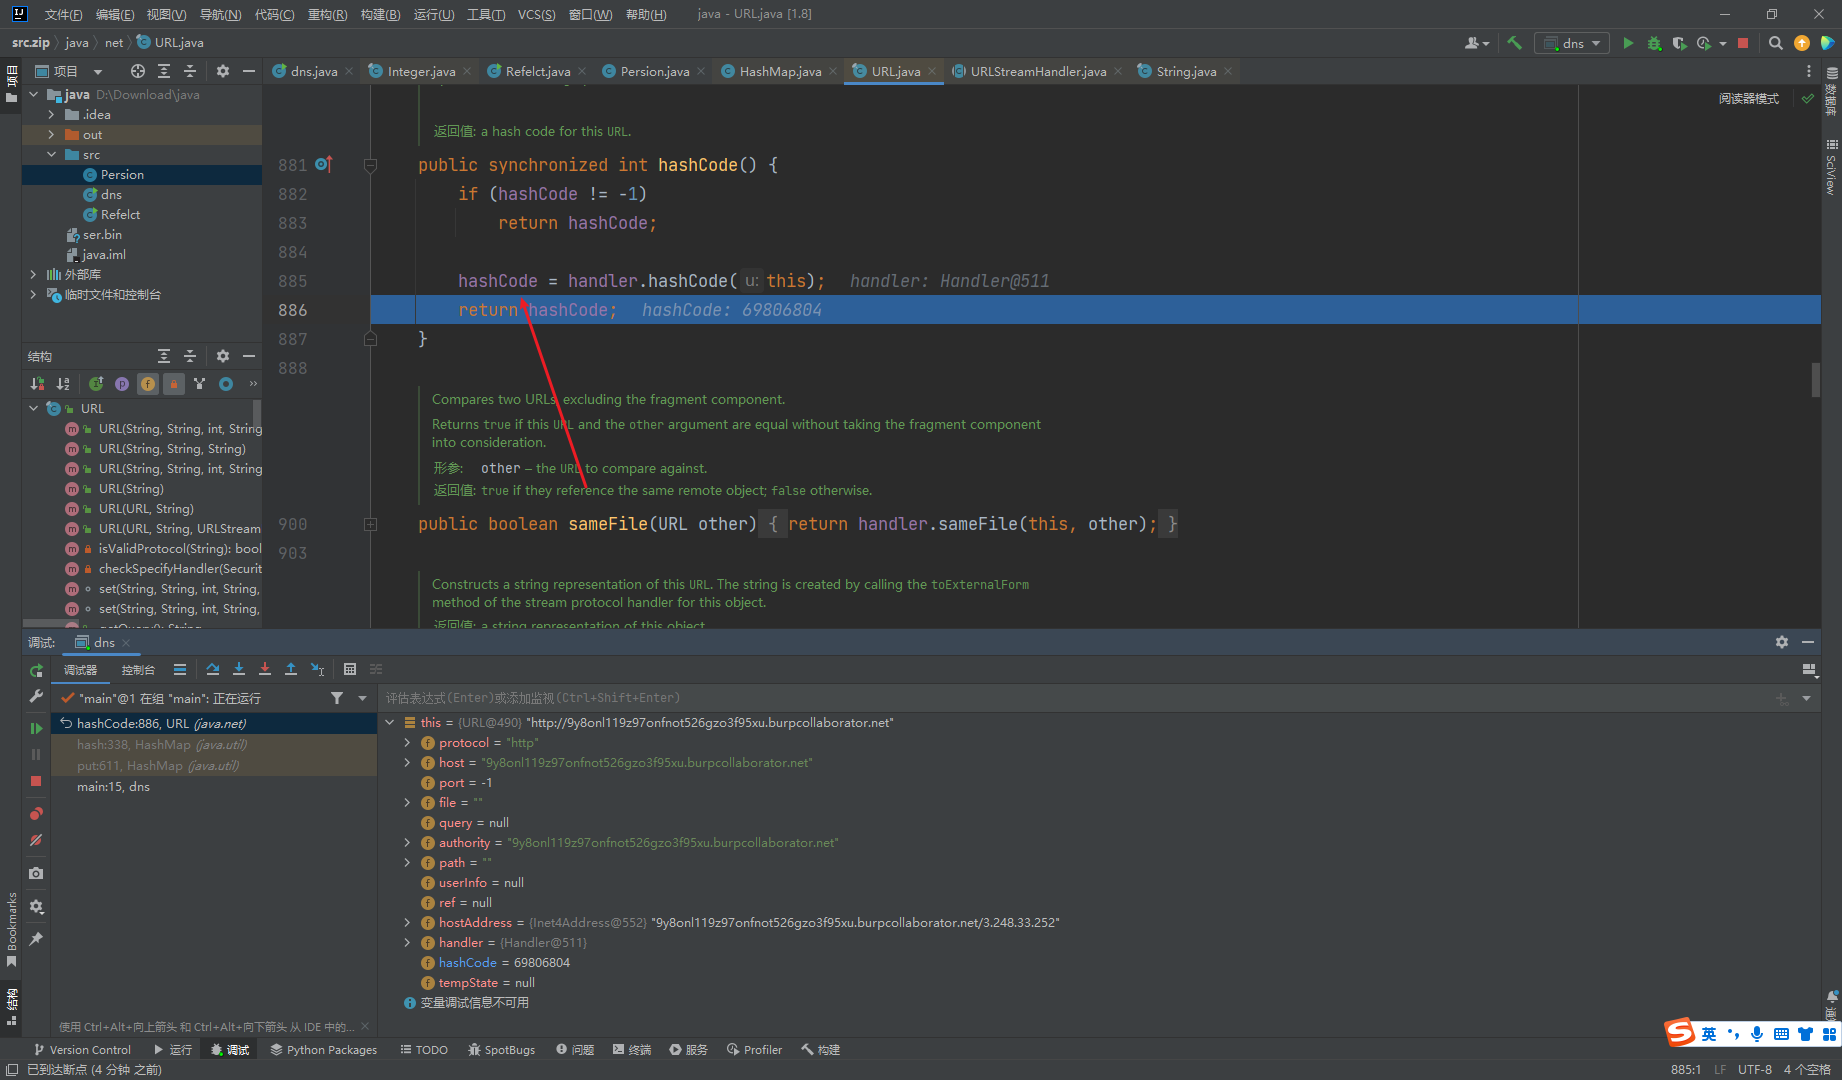 文件(F) 编辑(E) 视图(V) 导航(N) 代码(C) 重构(R) 构建(B) 运行(U) 工具(T) VCS(S) 窗口(W) 帮助(H) java - URL.java [1.8]
src.zip java net URL.java dns
项目
dns.java Integer.java Refelct.java Persion.java HashMap.java URL.java URLStreamHandler.java String.java
java D:\Download\java
.idea
out
src
Persion
dns
Refelct
ser.bin
java.iml
外部库
临时文件和控制台
阅读器模式
返回值: a hash code for this URL.
881 public synchronized int hashCode() {
882 if (hashCode != -1)
883 return hashCode;
884
885 hashCode = handler.hashCode( u: this); handler: Handler@511
886 return hashCode; hashCode: 69806804
887 }
888
Compares two URLs, excluding the fragment component.
Returns true if this URL and the other argument are equal without taking the fragment component
into consideration.
形参: other – the URL to compare against.
返回值: true if they reference the same remote object; false otherwise.
900 public boolean sameFile(URL other) { return handler.sameFile(this, other); }
903
Constructs a string representation of this URL. The string is created by calling the toExternalForm
method of the stream protocol handler for this object.
返回值: a string representation of this object.
结构
URL
URL(String, String, int, String
URL(String, String, String)
URL(String, String, int, String
URL(String)
URL(URL, String)
URL(URL, String, URLStream
isValidProtocol(String): bool
checkSpecifyHandler(Securit
set(String, String, int, String,
set(String, String, int, String,
getQuery(): String
调试: dns
调试器 控制台
"main"@1 在组 "main": 正在运行
hashCode:886, URL (java.net)
hash:338, HashMap (java.util)
put:611, HashMap (java.util)
main:15, dns
使用 Ctrl+Alt+向上箭头 和 Ctrl+Alt+向下箭头 从 IDE 中的...
评估表达式(Enter)或添加监视(Ctrl+Shift+Enter)
this = {URL@490} "http://9y8onl119z97onfnot526gzo3f95xu.burpcollaborator.net"
protocol = "http"
host = "9y8onl119z97onfnot526gzo3f95xu.burpcollaborator.net"
port = -1
file = ""
query = null
authority = "9y8onl119z97onfnot526gzo3f95xu.burpcollaborator.net"
path = ""
userInfo = null
ref = null
hostAddress = {Inet4Address@552} "9y8onl119z97onfnot526gzo3f95xu.burpcollaborator.net/3.248.33.252"
handler = {Handler@511}
hashCode = 69806804
tempState = null
变量调试信息不可用
项目
Bookmarks
结构
数据库
SciView
英
Version Control 运行 调试 Python Packages TODO SpotBugs 问题 终端 服务 Profiler 构建
已到达断点 (4 分钟 之前) 885:1 LF UTF-8 4 个空格